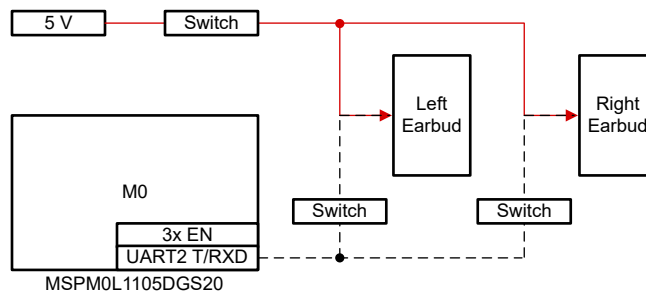 5 V
Switch
Left
Earbud
Right
Earbud
M0
Switch
Switch
3x EN
UART2 T/RXD
MSPM0L1105DGS20